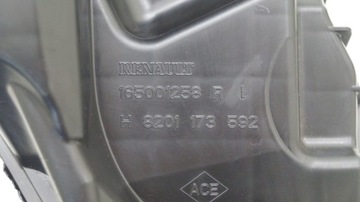 RENAULT
165001258 R L
H 8201 173 592
ACE